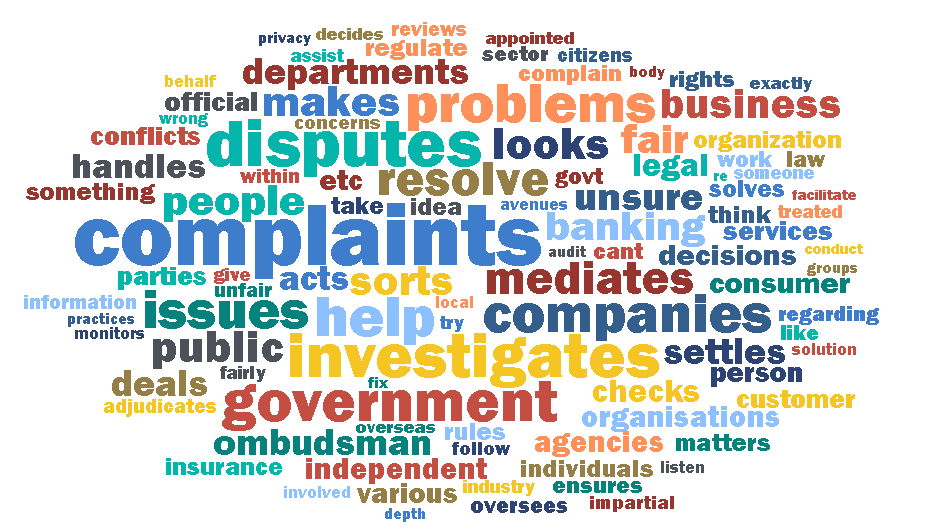 privacy decides reviews appointed
assist regulate sector citizens
behalf departments complain body rights exactly
official makes problems business
wrong concerns
conflicts disputes looks fair organization
handles within etc resolve govt legal re work someone law
something people take idea avenues unsure solves facilitate
think treated
complaints banking services
audit cant decisions conduct
parties give unfair acts sorts mediates consumer groups
information issues help local companies regarding
practices try like
monitors
public investigates settles solution
fairly person
deals fix checks customer
adjudicates government organisations
overseas
ombudsman rules follow agencies matters
insurance independent individuals listen
involved various industry ensures
depth oversees impartial